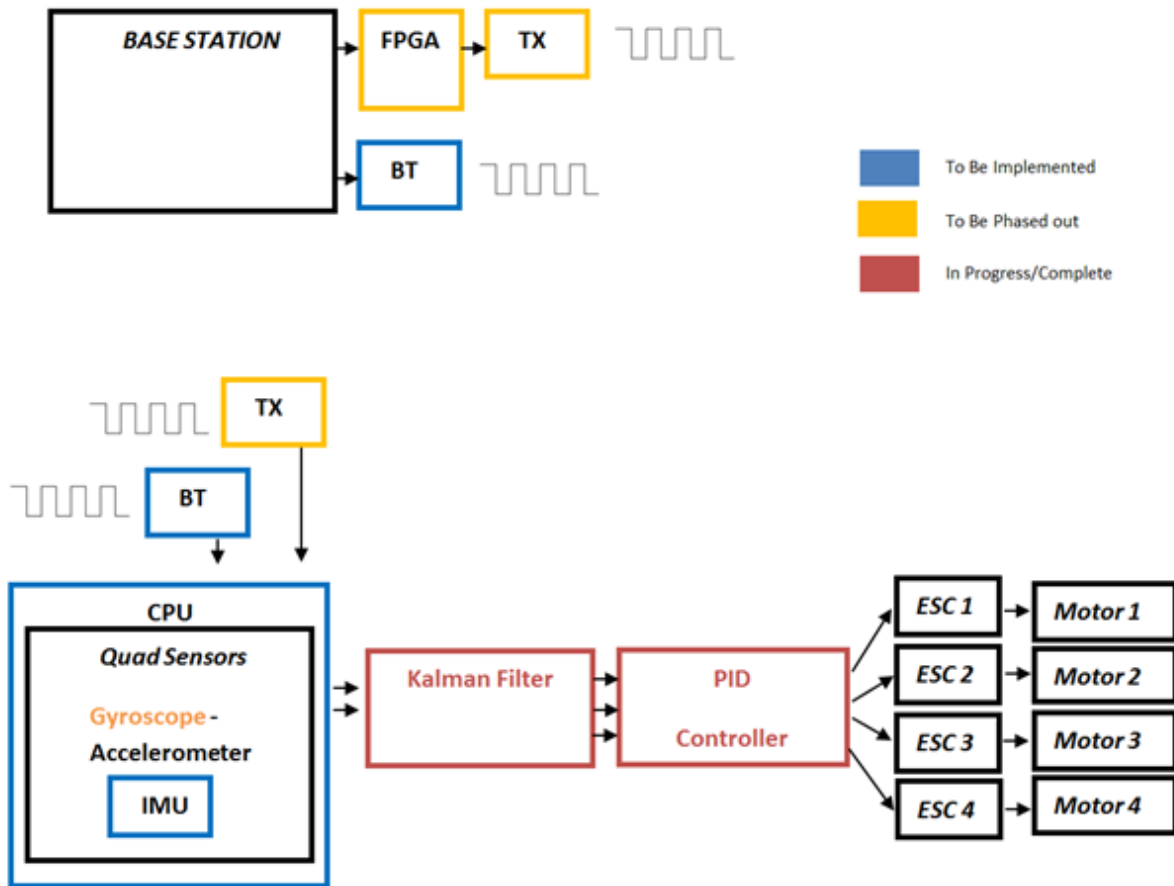 BASE STATION
FPGA
TX
BT
To Be Implemented
To Be Phased out
In Progress/Complete
TX
BT
CPU
Quad Sensors
Gyroscope -
Accelerometer
IMU
Kalman Filter
PID
Controller
ESC 1
Motor 1
ESC 2
Motor 2
ESC 3
Motor 3
ESC 4
Motor 4